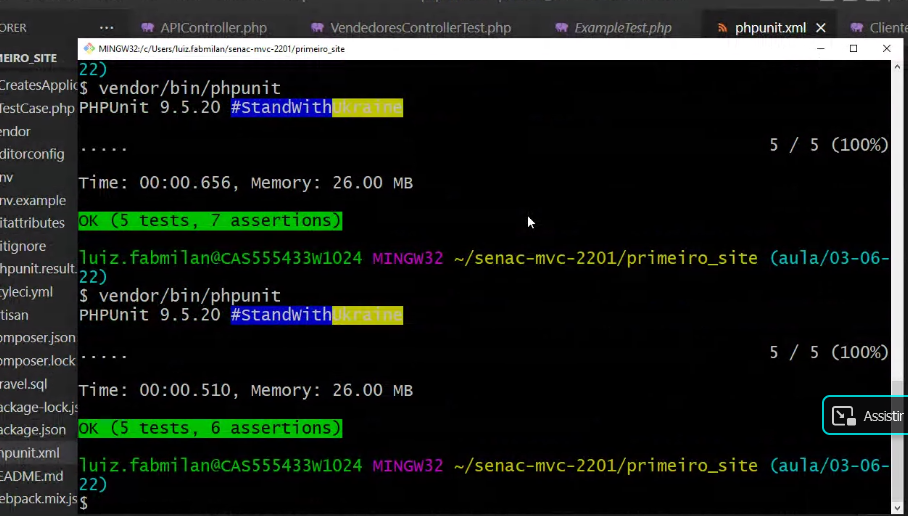 ORER
APIController.php
VendedoresControllerTest.php
ExampleTest.php
phpunit.xml
Cliente
MEIRO_SITE
MINGW32:/c/Users/luiz.fabmilan/senac-mvc-2201/primeiro_site
CreatesApplic
TestCase.php
endor
ditorconfig
nv
nv.example
itattributes
itignore
hpunit.result.
tyleci.yml
rtisan
omposer.json
omposer.lock
ravel.sql
ackage-lock.js
ackage.json
hpunit.xml
EADME.md
ebpack.mix.js
22)
$ vendor/bin/phpunit
PHPUnit 9.5.20 #StandWithUkraine
..... 5 / 5 (100%)
Time: 00:00.656, Memory: 26.00 MB
OK (5 tests, 7 assertions)
luiz.fabmilan@CAS555433W1024 MINGW32 ~/senac-mvc-2201/primeiro_site (aula/03-06-
22)
$ vendor/bin/phpunit
PHPUnit 9.5.20 #StandWithUkraine
..... 5 / 5 (100%)
Time: 00:00.510, Memory: 26.00 MB
OK (5 tests, 6 assertions)
luiz.fabmilan@CAS555433W1024 MINGW32 ~/senac-mvc-2201/primeiro_site (aula/03-06-
22)
$
Assistir